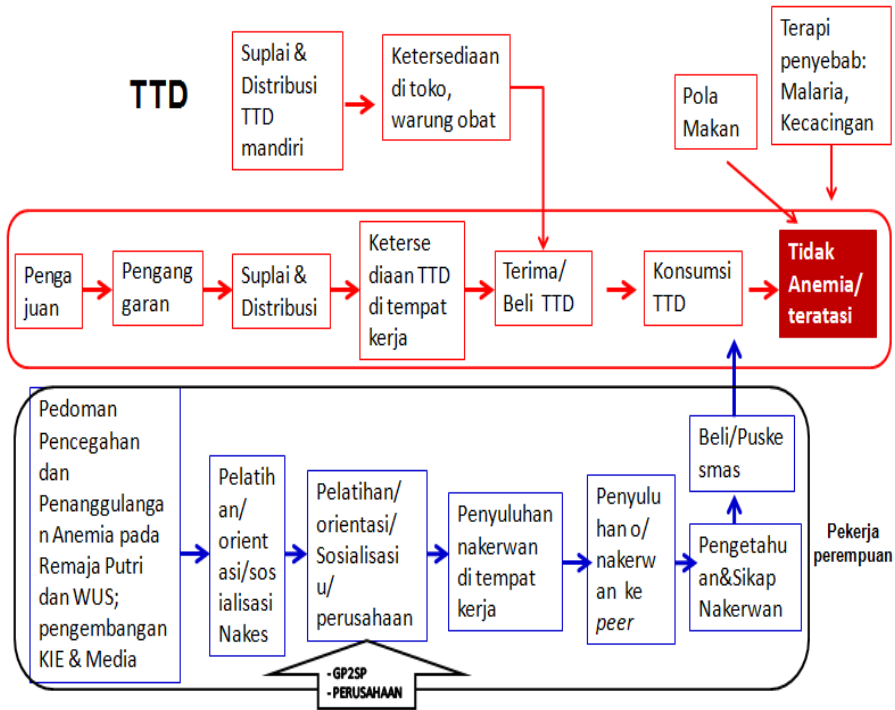 TTD
Suplai &
Distribusi
TTD
mandiri
Ketersediaan
di toko,
warung obat
Pola
Makan
Terapi
penyebab:
Malaria,
Kecacingan
Penga
juan
Pengang
garan
Suplai &
Distribusi
Keterse
diaan TTD
di tempat
kerja
Terima/
Beli TTD
Konsumsi
TTD
Tidak
Anemia/
teratasi
Pedoman
Pencegahan
dan
Penanggulanga
n Anemia pada
Remaja Putri
dan WUS;
pengembangan
KIE & Media
Pelatih
an/
orient
asi/sos
ialisasi
Nakes
Pelatihan/
orientasi/
Sosialisasi
u/
perusahaan
Penyuluhan
nakerwan
di tempat
kerja
Penyulu
han o/
nakerw
an ke
peer
Beli/Puske
smas
Pengetahu
an&Sikap
Nakerwan
Pekerja
perempuan
- GP2SP
- PERUSAHAAN